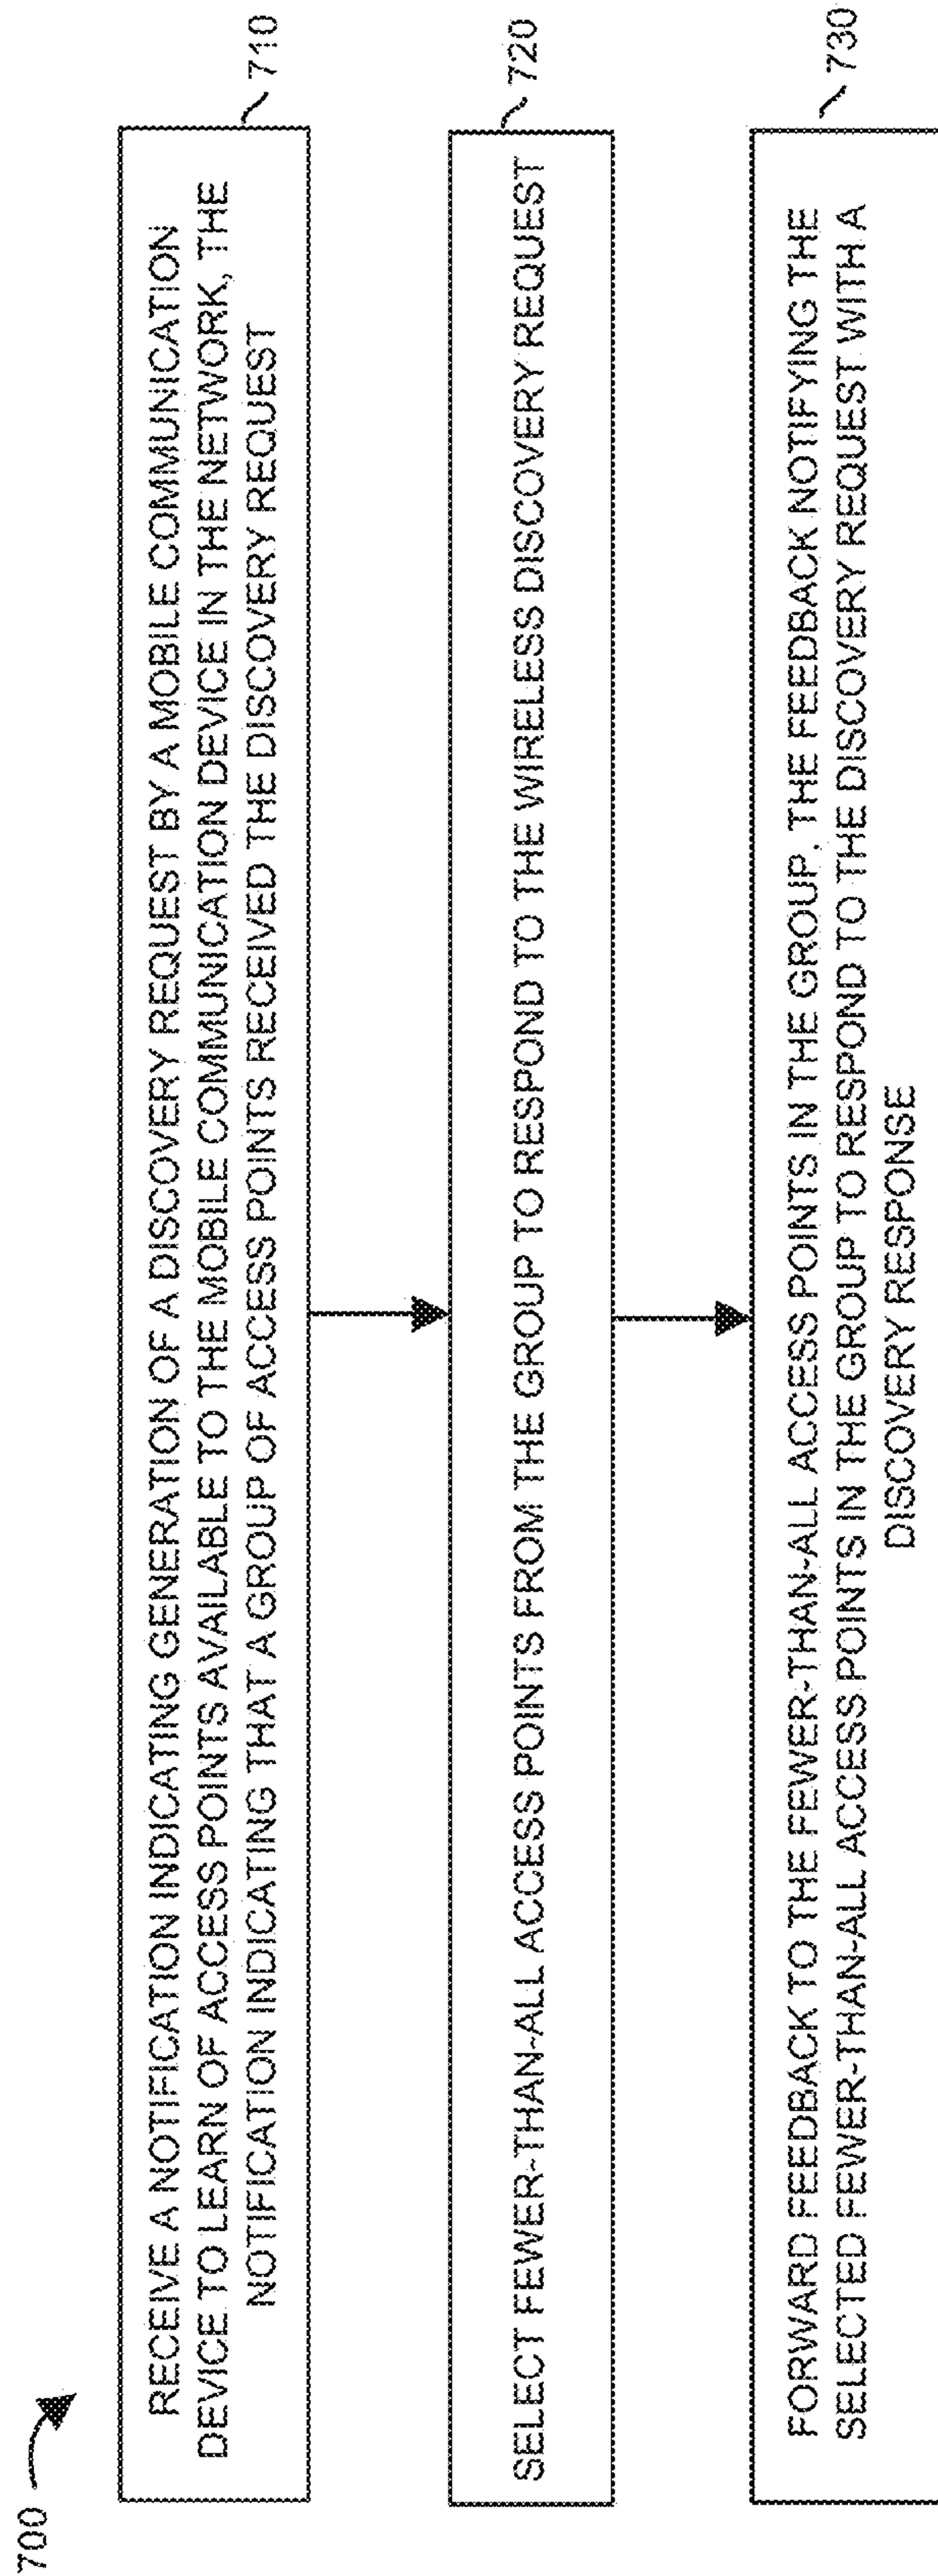 700
RECEIVE A NOTIFICATION INDICATING GENERATION OF A DISCOVERY REQUEST BY A MOBILE COMMUNICATION
DEVICE TO LEARN OF ACCESS POINTS AVAILABLE TO THE MOBILE COMMUNICATION DEVICE IN THE NETWORK, THE
NOTIFICATION INDICATING THAT A GROUP OF ACCESS POINTS RECEIVED THE DISCOVERY REQUEST
710
SELECT FEWER-THAN-ALL ACCESS POINTS FROM THE GROUP TO RESPOND TO THE WIRELESS DISCOVERY REQUEST
720
FORWARD FEEDBACK TO THE FEWER-THAN-ALL ACCESS POINTS IN THE GROUP, THE FEEDBACK NOTIFYING THE
SELECTED FEWER-THAN-ALL ACCESS POINTS IN THE GROUP TO RESPOND TO THE DISCOVERY REQUEST WITH A
DISCOVERY RESPONSE
730